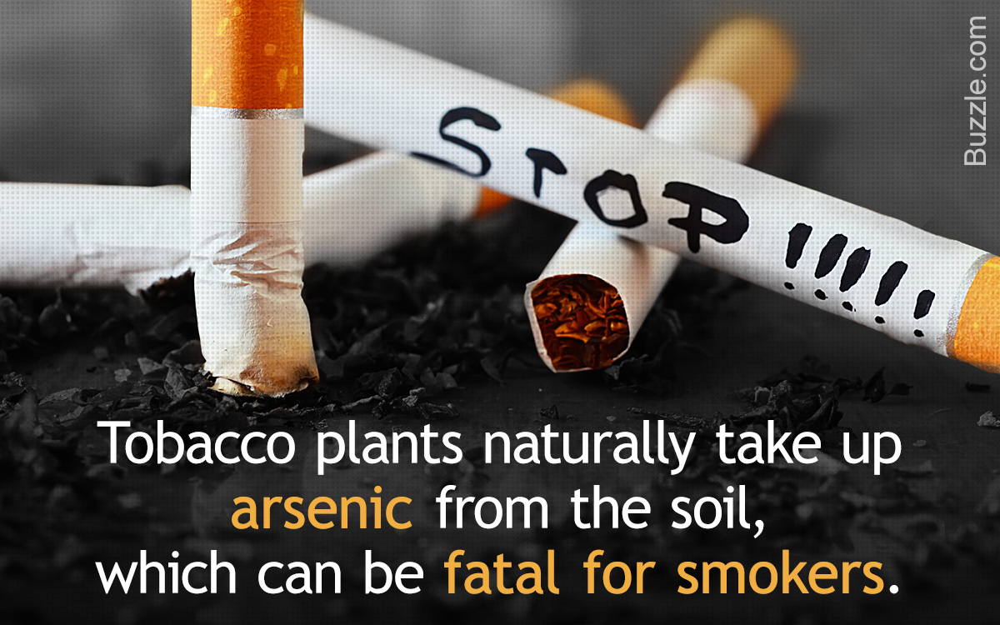 Buzzle.com
STOP!!!!!
Tobacco plants naturally take up
arsenic from the soil,
which can be fatal for smokers.